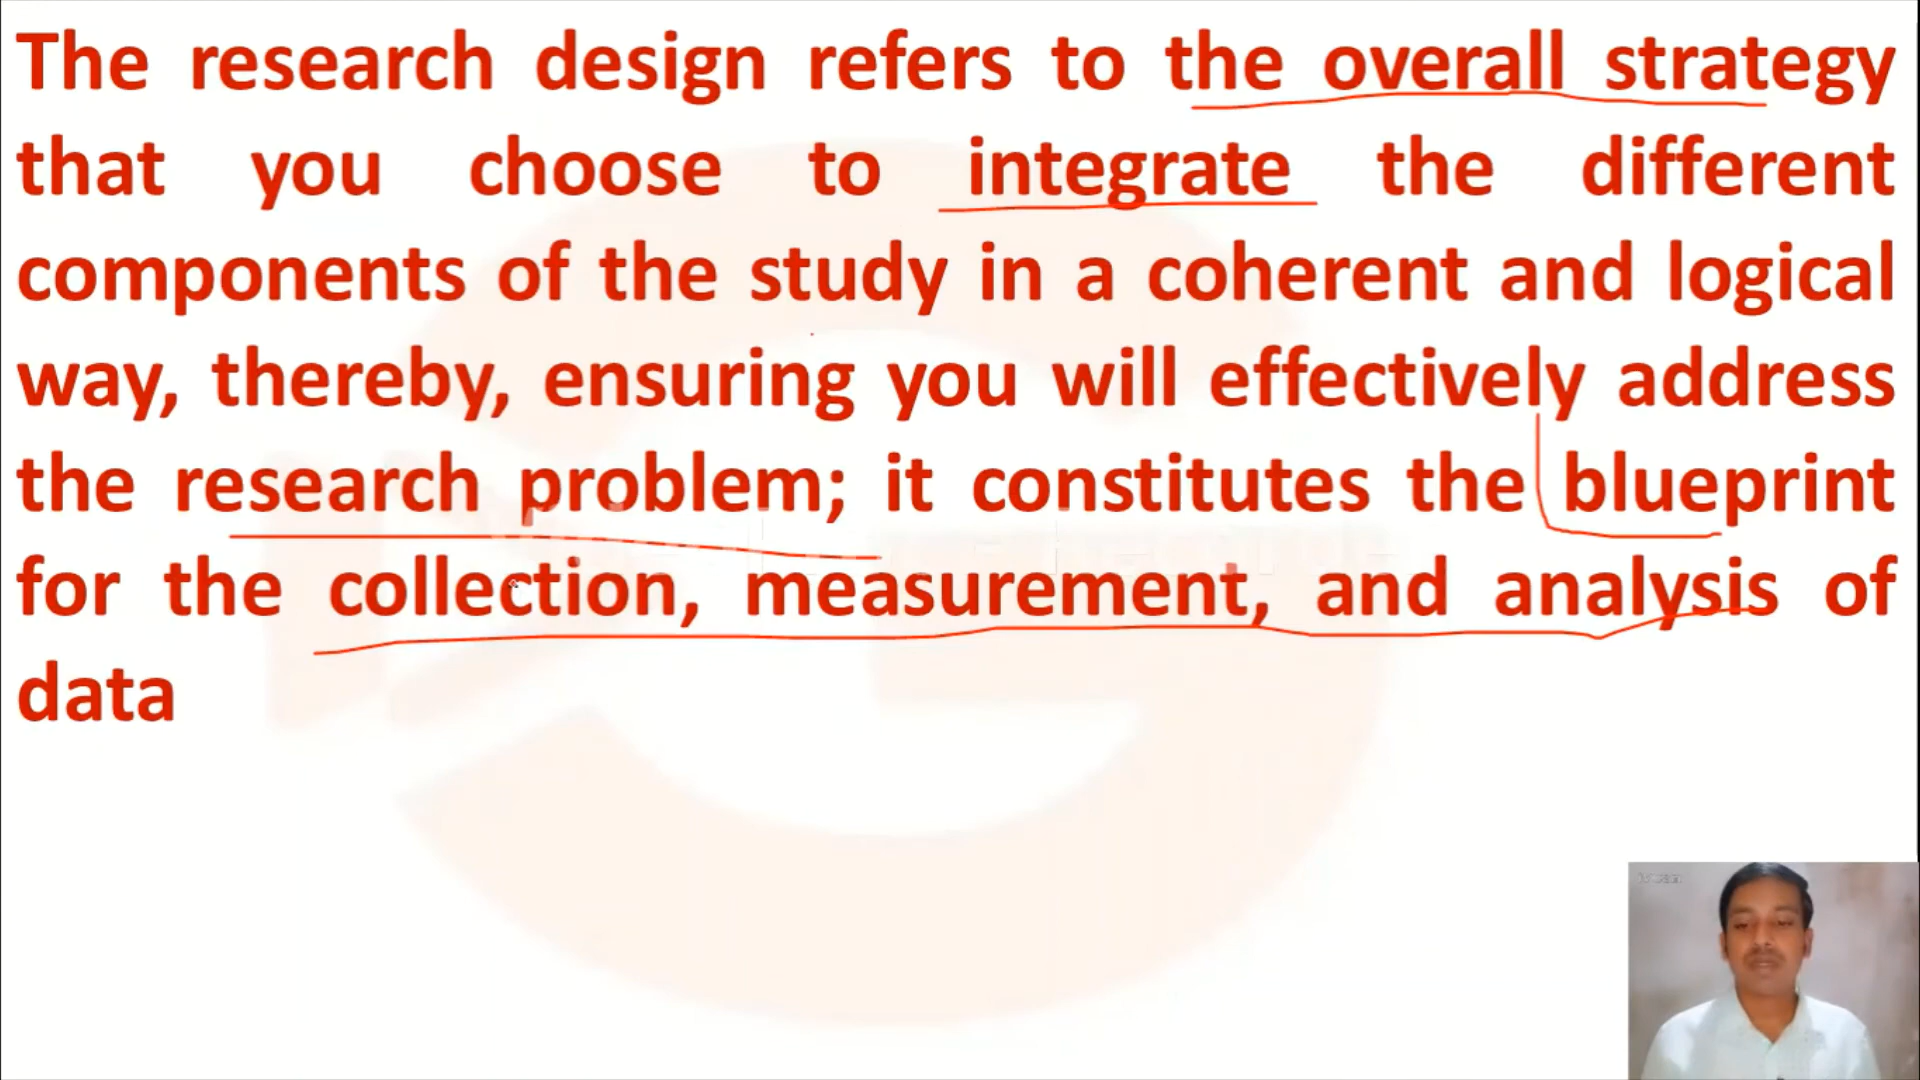 The research design refers to the overall strategy
that you choose to integrate the different
components of the study in a coherent and logical
way, thereby, ensuring you will effectively address
the research problem; it constitutes the blueprint
for the collection, measurement, and analysis of
data